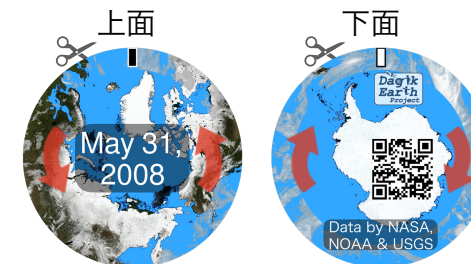 上面
下面
May 31,
2008
Dagik
Earth
Project
Data by NASA,
NOAA & USGS